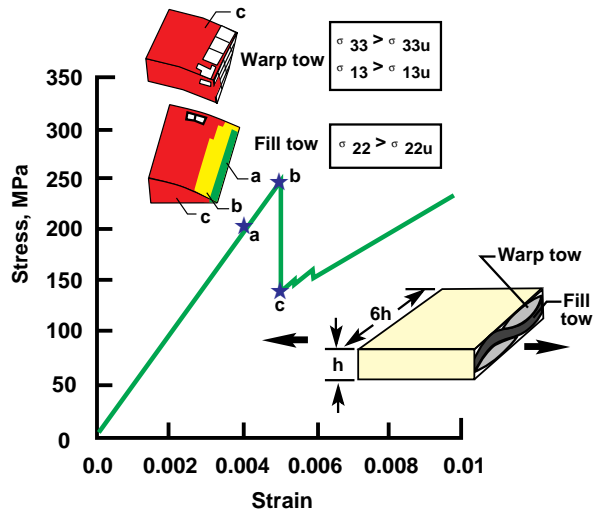 c
Warp tow
σ 33 > σ 33u
σ 13 > σ 13u
Fill tow
σ 22 > σ 22u
a
b
c
350
300
250
200
150
100
50
0
Stress, MPa
b
a
c
Warp tow
Fill
tow
6h
h
0.0 0.002 0.004 0.006 0.008 0.01
Strain